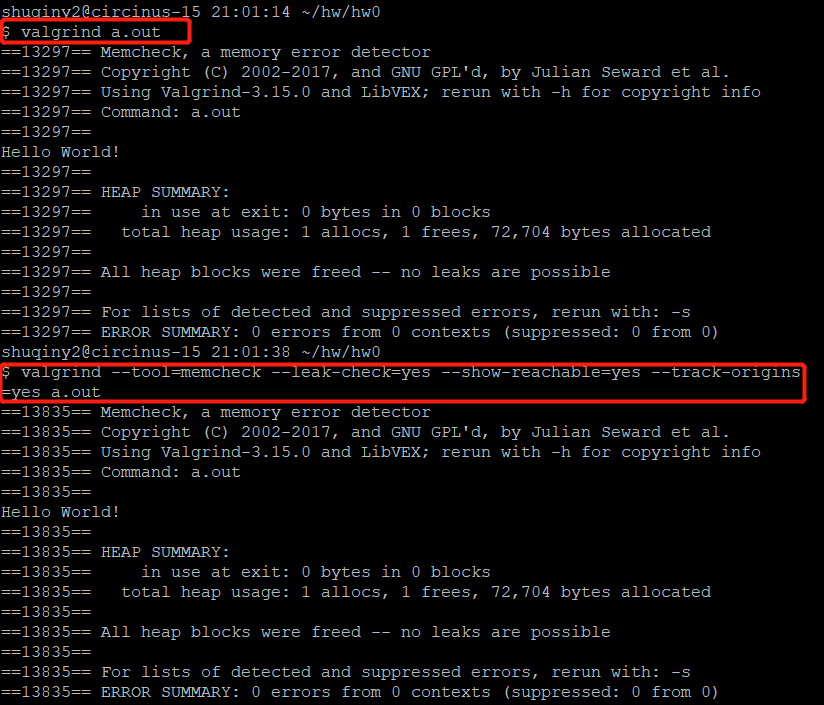 shuqiny2@circinus-15 21:01:14 ~/hw/hw0
$ valgrind a.out
==13297== Memcheck, a memory error detector
==13297== Copyright (C) 2002-2017, and GNU GPL'd, by Julian Seward et al.
==13297== Using Valgrind-3.15.0 and LibVEX; rerun with -h for copyright info
==13297== Command: a.out
==13297==
Hello World!
==13297==
==13297== HEAP SUMMARY:
==13297==     in use at exit: 0 bytes in 0 blocks
==13297==   total heap usage: 1 allocs, 1 frees, 72,704 bytes allocated
==13297==
==13297== All heap blocks were freed -- no leaks are possible
==13297==
==13297== For lists of detected and suppressed errors, rerun with: -s
==13297== ERROR SUMMARY: 0 errors from 0 contexts (suppressed: 0 from 0)
shuqiny2@circinus-15 21:01:38 ~/hw/hw0
$ valgrind --tool=memcheck --leak-check=yes --show-reachable=yes --track-origins
=yes a.out
==13835== Memcheck, a memory error detector
==13835== Copyright (C) 2002-2017, and GNU GPL'd, by Julian Seward et al.
==13835== Using Valgrind-3.15.0 and LibVEX; rerun with -h for copyright info
==13835== Command: a.out
==13835==
Hello World!
==13835==
==13835== HEAP SUMMARY:
==13835==     in use at exit: 0 bytes in 0 blocks
==13835==   total heap usage: 1 allocs, 1 frees, 72,704 bytes allocated
==13835==
==13835== All heap blocks were freed -- no leaks are possible
==13835==
==13835== For lists of detected and suppressed errors, rerun with: -s
==13835== ERROR SUMMARY: 0 errors from 0 contexts (suppressed: 0 from 0)